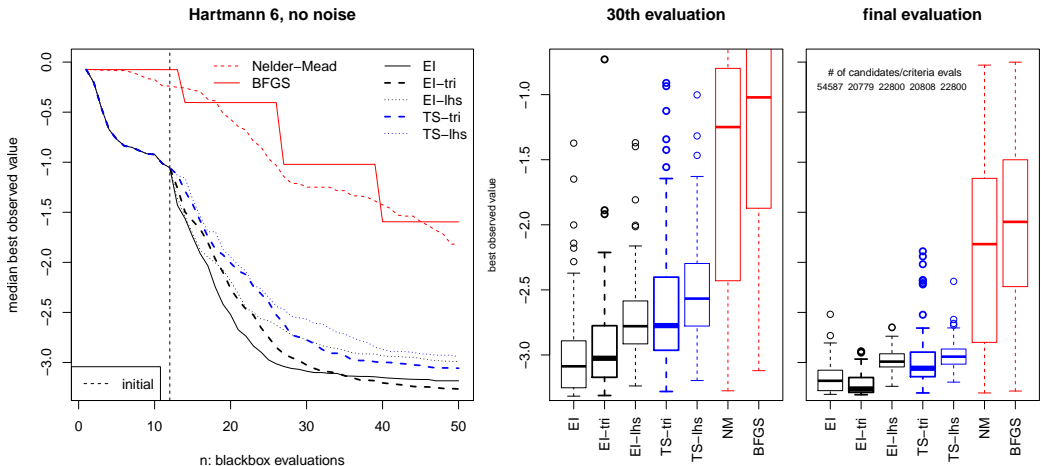 Hartmann 6, no noise
median best observed value
0.0
−0.5
−1.0
−1.5
−2.0
−2.5
−3.0
Nelder−Mead
BFGS
EI
EI−tri
EI−lhs
TS−tri
TS−lhs
initial
0
10
20
30
40
50
n: blackbox evaluations
30th evaluation
best observed value
−1.0
−1.5
−2.0
−2.5
−3.0
EI
EI−tri
EI−lhs
TS−tri
TS−lhs
NM
BFGS
final evaluation
# of candidates/criteria evals
54587 20779 22800 20808 22800
EI
EI−tri
EI−lhs
TS−tri
TS−lhs
NM
BFGS